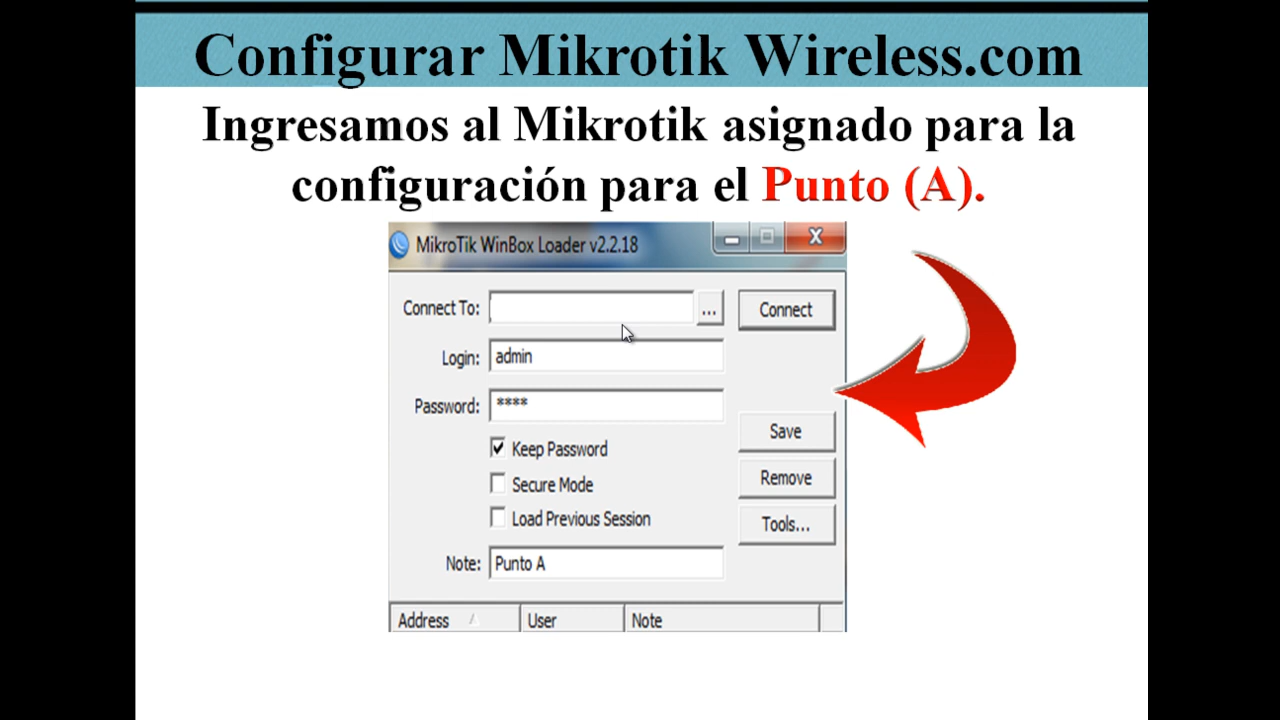 Configurar Mikrotik Wireless.com
Ingresamos al Mikrotik asignado para la
configuración para el Punto (A).
MikroTik WinBox Loader v2.2.18
Connect To: ... Connect
Login: admin
Password: ****
Save
Keep Password
Remove
Secure Mode
Load Previous Session
Tools...
Note: Punto A
Address User Note